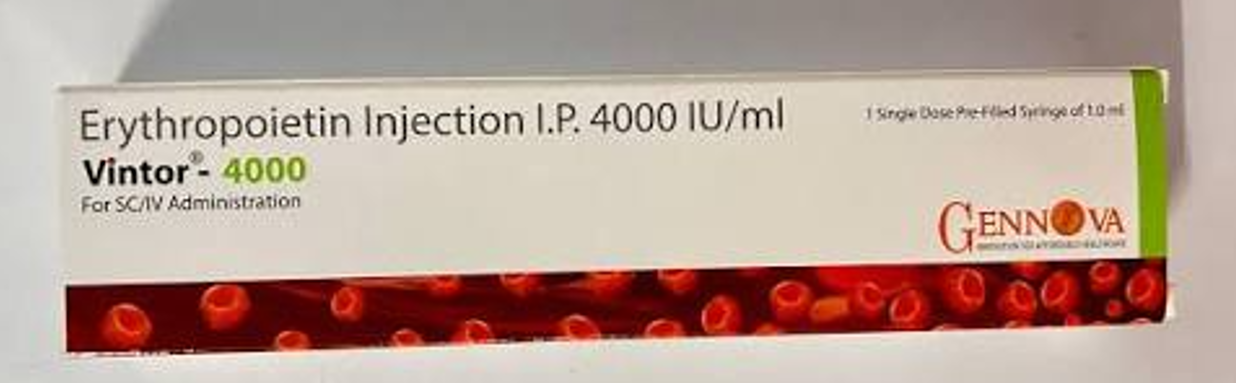 Erythropoietin Injection I.P. 4000 IU/ml
1 Single Dose Pre-Filled Syringe of 1.0 ml
Vintor®- 4000
For SC/IV Administration
GENNOVA